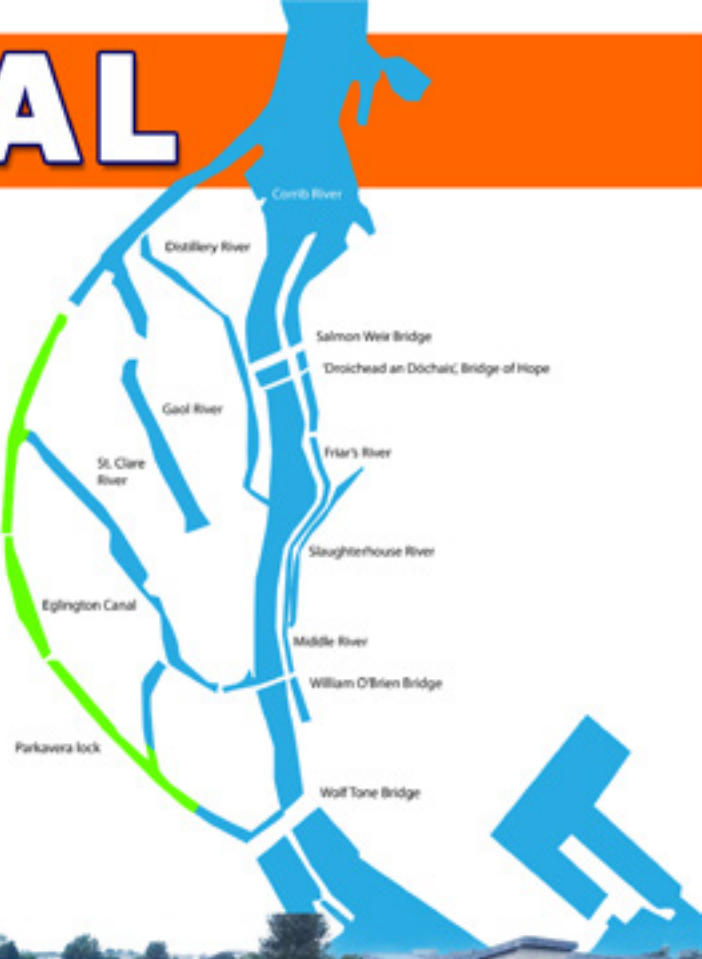 AL
Corrib River
Distillery River
Salmon Weir Bridge
'Droichead an Dóchais', Bridge of Hope
Gaol River
Friar's River
St. Clare
River
Slaughterhouse River
Eglington Canal
Middle River
William O'Brien Bridge
Parkavera lock
Wolf Tone Bridge